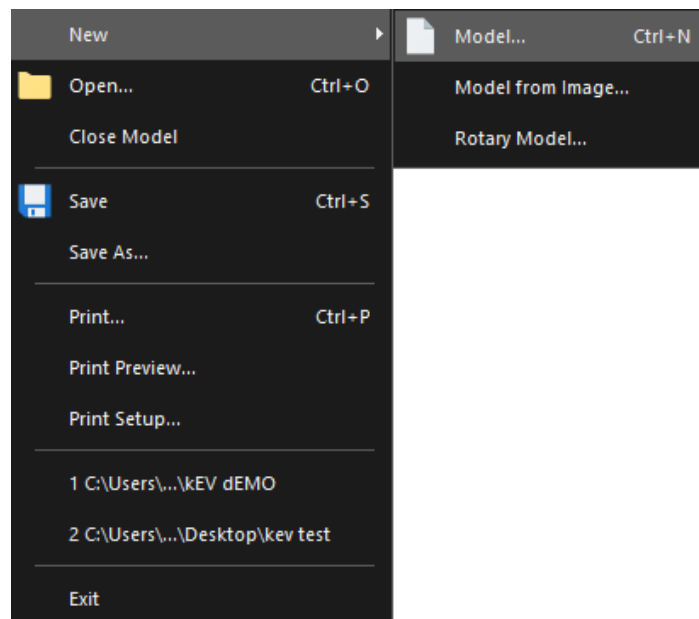 New
Open... Ctrl+O
Close Model
Save Ctrl+S
Save As...
Print... Ctrl+P
Print Preview...
Print Setup...
1 C:\Users\...\kEV dEMO
2 C:\Users\...\Desktop\kev test
Exit
Model... Ctrl+N
Model from Image...
Rotary Model...